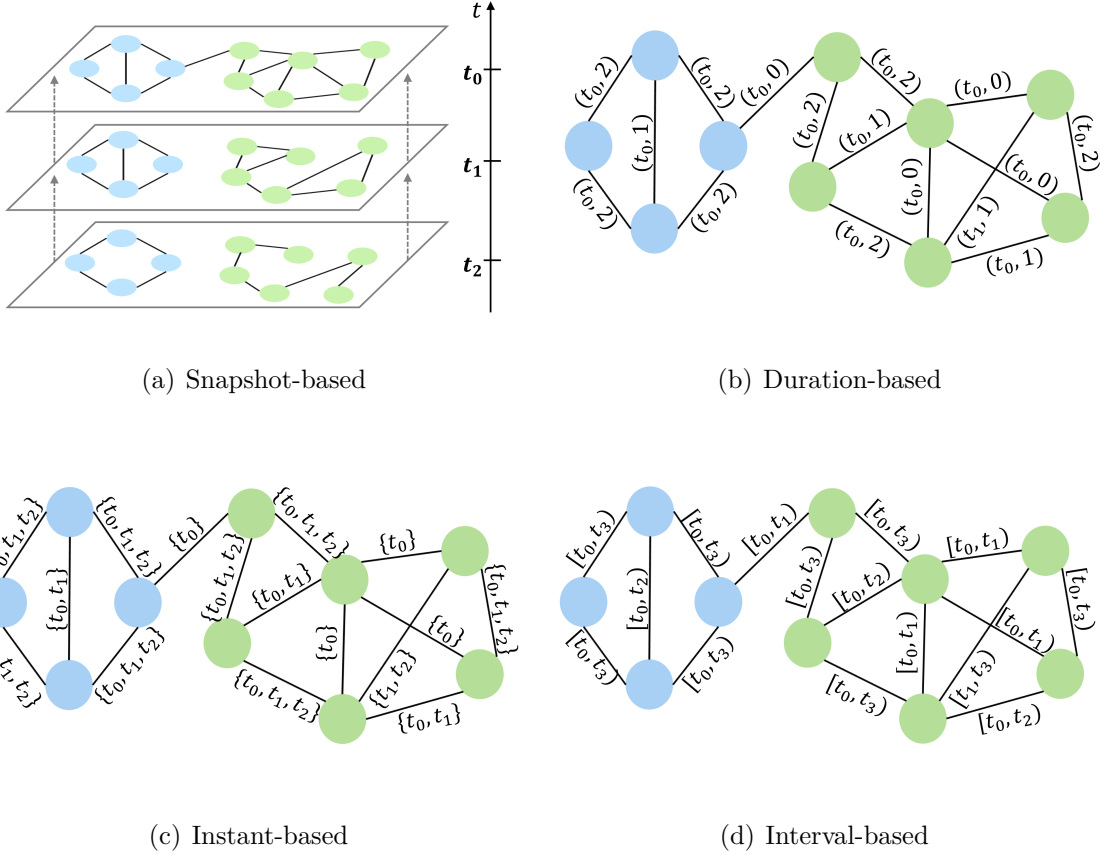 t
t₀
t₁
t₂
(a) Snapshot-based
(t₀, 2)
(t₀, 2)
(t₀, 1)
(t₀, 2)
(t₀, 2)
(t₀, 0)
(t₀, 2)
(t₀, 2)
(t₀, 1)
(t₀, 0)
(t₀, 2)
(t₀, 0)
(t₀, 0)
(t₀, 2)
(t₁, 1)
(t₀, 1)
(b) Duration-based
t₁, t₂}
{t₀, t₁, t₂}
{t₀, t₁}
t₁, t₂}
{t₀, t₁, t₂}
{t₀}
{t₀, t₁, t₂}
{t₀, t₁, t₂}
{t₀, t₁}
{t₀}
{t₀, t₁, t₂}
{t₀}
{t₀}
{t₀, t₁, t₂}
{t₁, t₂}
{t₀, t₁}
(c) Instant-based
[t₀, t₃)
[t₀, t₃)
[t₀, t₂)
[t₀, t₃)
[t₀, t₃)
[t₀, t₁)
[t₀, t₃)
[t₀, t₃)
[t₀, t₂)
[t₀, t₁)
[t₀, t₃)
[t₀, t₁)
[t₀, t₁)
[t₀, t₃)
[t₁, t₃)
[t₀, t₂)
(d) Interval-based